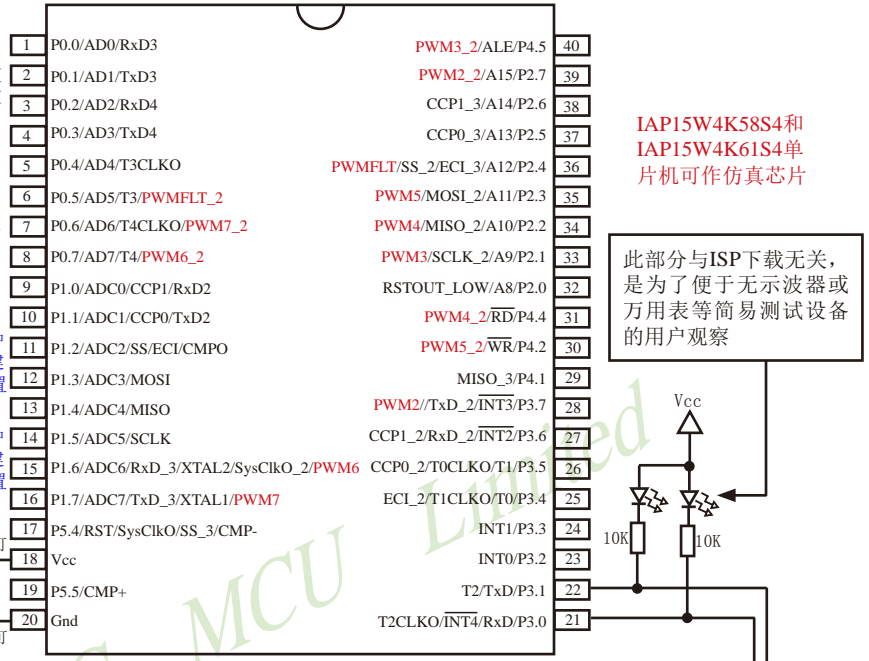 1 P0.0/AD0/RxD3
2 P0.1/AD1/TxD3
3 P0.2/AD2/RxD4
4 P0.3/AD3/TxD4
5 P0.4/AD4/T3CLKO
6 P0.5/AD5/T3/PWMFLT_2
7 P0.6/AD6/T4CLKO/PWM7_2
8 P0.7/AD7/T4/PWM6_2
9 P1.0/ADC0/CCP1/RxD2
10 P1.1/ADC1/CCP0/TxD2
11 P1.2/ADC2/SS/ECI/CMPO
12 P1.3/ADC3/MOSI
13 P1.4/ADC4/MISO
14 P1.5/ADC5/SCLK
15 P1.6/ADC6/RxD_3/XTAL2/SysClkO_2/PWM6
16 P1.7/ADC7/TxD_3/XTAL1/PWM7
17 P5.4/RST/SysClkO/SS_3/CMP-
18 Vcc
19 P5.5/CMP+
20 Gnd
PWM3_2/ALE/P4.5 40
PWM2_2/A15/P2.7 39
CCP1_3/A14/P2.6 38
CCP0_3/A13/P2.5 37
PWMFLT/SS_2/ECI_3/A12/P2.4 36
PWM5/MOSI_2/A11/P2.3 35
PWM4/MISO_2/A10/P2.2 34
PWM3/SCLK_2/A9/P2.1 33
RSTOUT_LOW/A8/P2.0 32
PWM4_2/RD/P4.4 31
PWM5_2/WR/P4.2 30
MISO_3/P4.1 29
PWM2//TxD_2/INT3/P3.7 28
CCP1_2/RxD_2/INT2/P3.6 27
CCP0_2/T0CLKO/T1/P3.5 26
ECI_2/T1CLKO/T0/P3.4 25
INT1/P3.3 24
INT0/P3.2 23
T2/TxD/P3.1 22
T2CLKO/INT4/RxD/P3.0 21
IAP15W4K58S4和
IAP15W4K61S4单
片机可作仿真芯片
此部分与ISP下载无关，
是为了便于无示波器或
万用表等简易测试设备
的用户观察
Vcc
10K
10K
MCU Limited